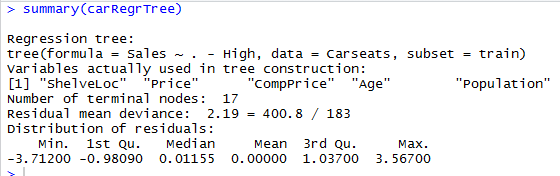 > summary(carRegrTree)
Regression tree:
tree(formula = Sales ~ . - High, data = Carseats, subset = train)
Variables actually used in tree construction:
[1] "ShelveLoc" "Price" "CompPrice" "Age" "Population"
Number of terminal nodes: 17
Residual mean deviance: 2.19 = 400.8 / 183
Distribution of residuals:
Min. 1st Qu. Median Mean 3rd Qu. Max.
-3.71200 -0.98090 0.01155 0.00000 1.03700 3.56700
>